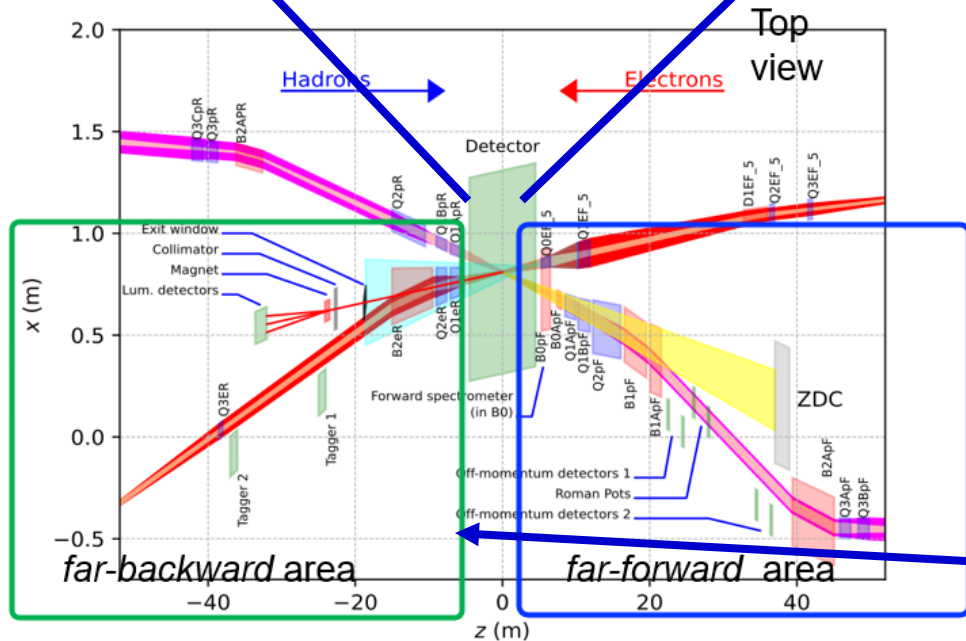 Top
view
2.0
1.5
1.0
0.5
0.0
−0.5
x (m)
Hadrons
Electrons
Detector
Q3CpR
Q3pR
B2APR
Q2pR
D1EF_5
Q2EF_5
Q3EF_5
Q0EF_5
Q1EF_5
Exit window
Collimator
Magnet
Lum. detectors
B2eR
Q2eR
Q1eR
Q3ER
Tagger 1
Tagger 2
Forward spectrometer
(in B0)
B0pF
B0ApF
Q1ApF
Q1BpF
Q2pF
B1pF
B1ApF
ZDC
Off-momentum detectors 1
Roman Pots
Off-momentum detectors 2
B2ApF
Q3ApF
Q3BpF
far-backward area
far-forward area
−40
−20
0
20
40
z (m)